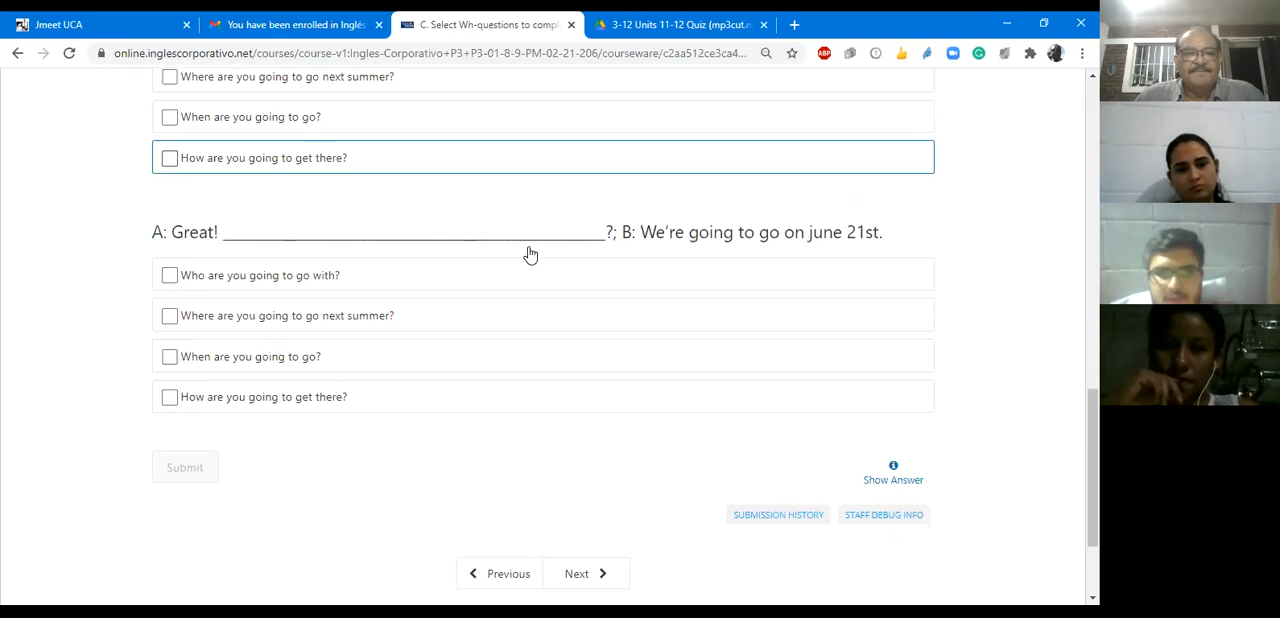 Jmeet UCA
You have been enrolled in Inglés
C. Select Wh-questions to compl
3-12 Units 11-12 Quiz (mp3cut.n
online.inglescorporativo.net/courses/course-v1:Ingles-Corporativo+P3+P3-01-8-9-PM-02-21-206/courseware/c2aa512ce3ca4...
ABP
Where are you going to go next summer?
When are you going to go?
How are you going to get there?
A: Great! ______________________________?; B: We're going to go on june 21st.
Who are you going to go with?
Where are you going to go next summer?
When are you going to go?
How are you going to get there?
Submit
Show Answer
SUBMISSION HISTORY
STAFF DEBUG INFO
Previous
Next